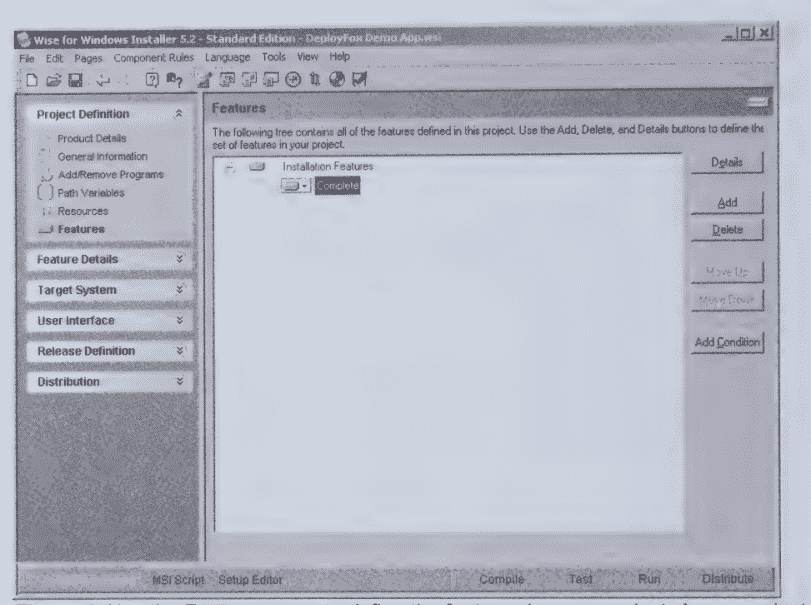 Wise for Windows Installer 5.2 - Standard Edition - DeployFox Demo App.wsi
File Edit Pages Component Rules Language Tools View Help
Project Definition
Product Details
General Information
Add/Remove Programs
Path Variables
Resources
Features
Feature Details
Target System
User Interface
Release Definition
Distribution
Features
The following tree contains all of the features defined in this project. Use the Add, Delete, and Details buttons to define the
set of features in your project.
Installation Features
Complete
Details
Add
Delete
Move Up
Move Down
Add Condition
MSI Script Setup Editor Compile Test Run Distribute